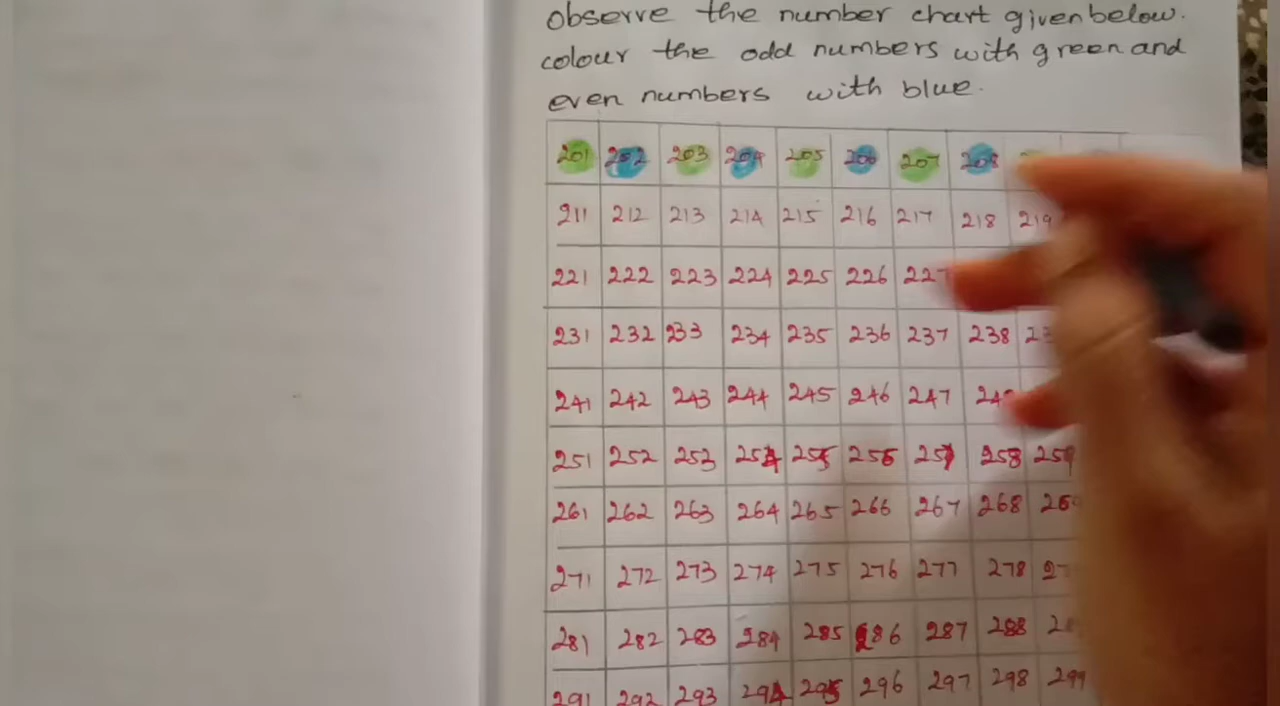 observe the number chart given below.
colour the odd numbers with green and
even numbers with blue.
201 202 203 204 205 206 207 208
211 212 213 214 215 216 217 218 219
221 222 223 224 225 226 227
231 232 233 234 235 236 237 238
241 242 243 244 245 246 247
251 252 253 254 255 256 257 258 259
261 262 263 264 265 266 267 268
271 272 273 274 275 276 277 278
281 282 283 284 285 286 287 288
291 292 293 294 295 296 297 298 299